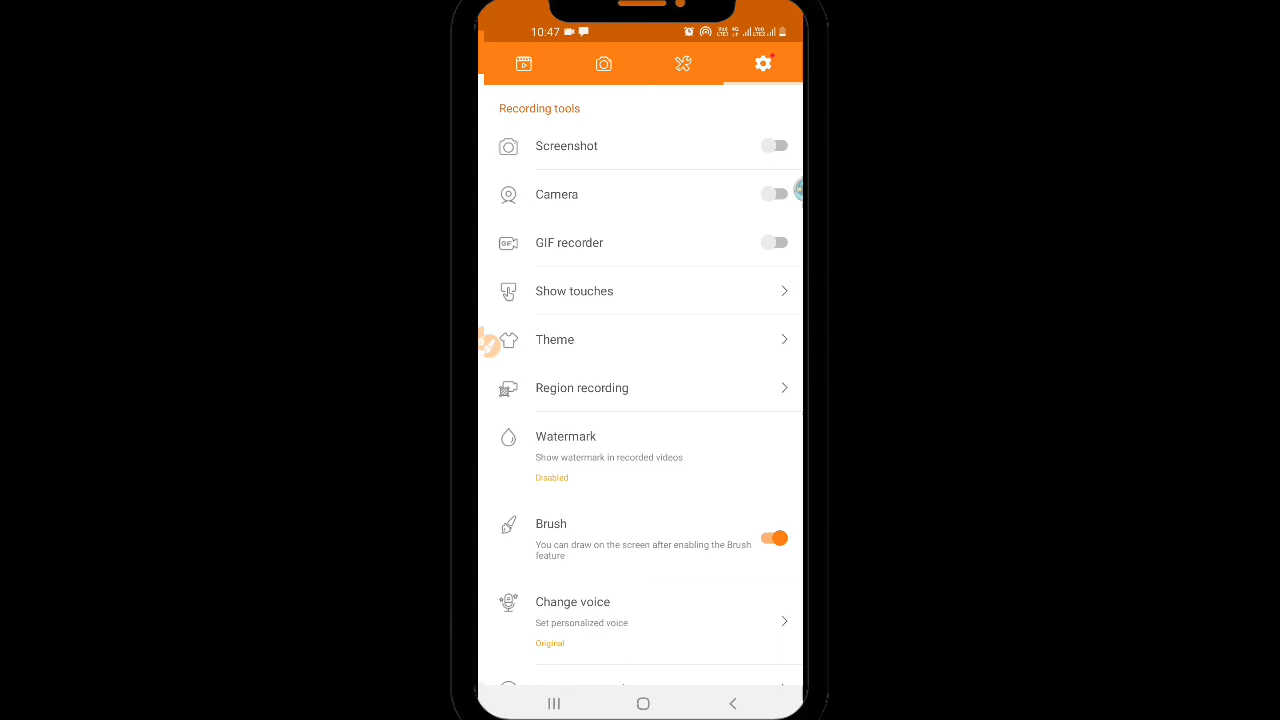 10:47
Recording tools
Screenshot
Camera
GIF recorder
Show touches
Theme
Region recording
Watermark
Show watermark in recorded videos
Disabled
Brush
You can draw on the screen after enabling the Brush
feature
Change voice
Set personalized voice
Original